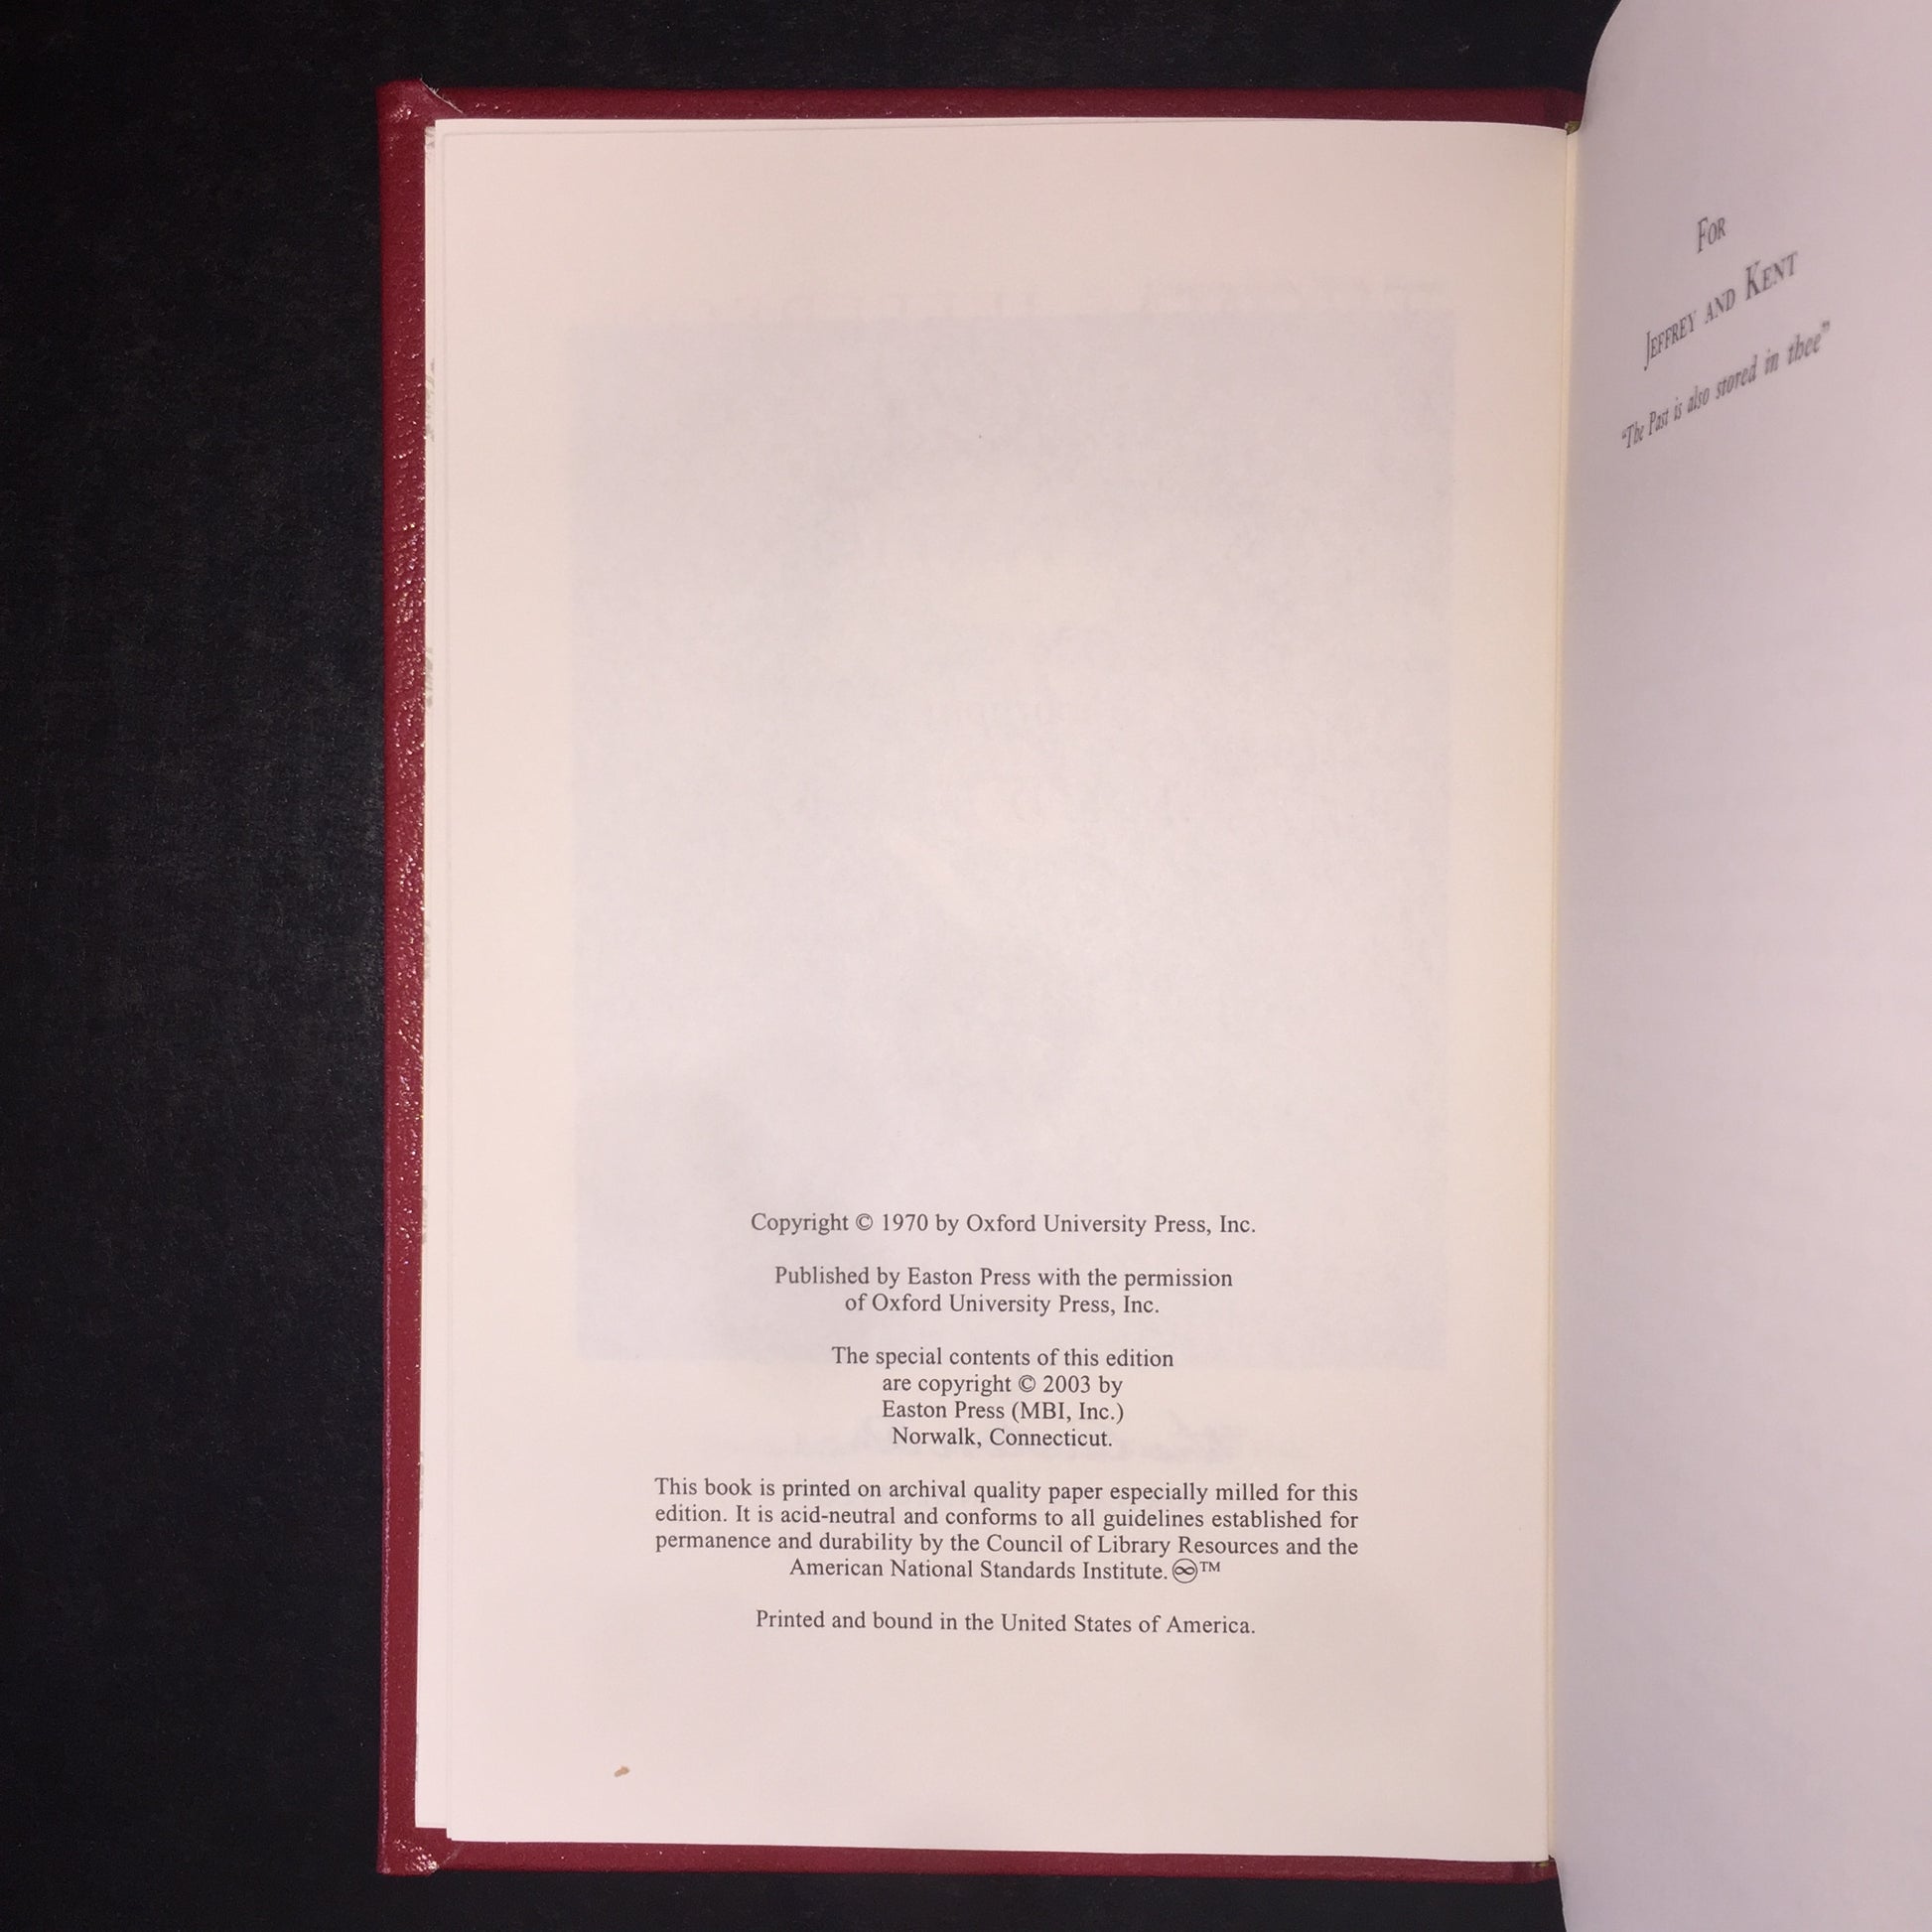 Copyright © 1970 by Oxford University Press, Inc.
Published by Easton Press with the permission
of Oxford University Press, Inc.
The special contents of this edition
are copyright © 2003 by
Easton Press (MBI, Inc.)
Norwalk, Connecticut.
This book is printed on archival quality paper especially milled for this
edition. It is acid-neutral and conforms to all guidelines established for
permanence and durability by the Council of Library Resources and the
American National Standards Institute. ♾™
Printed and bound in the United States of America.
FOR
JEFFREY AND KENT
“The Past is also stored in thee”